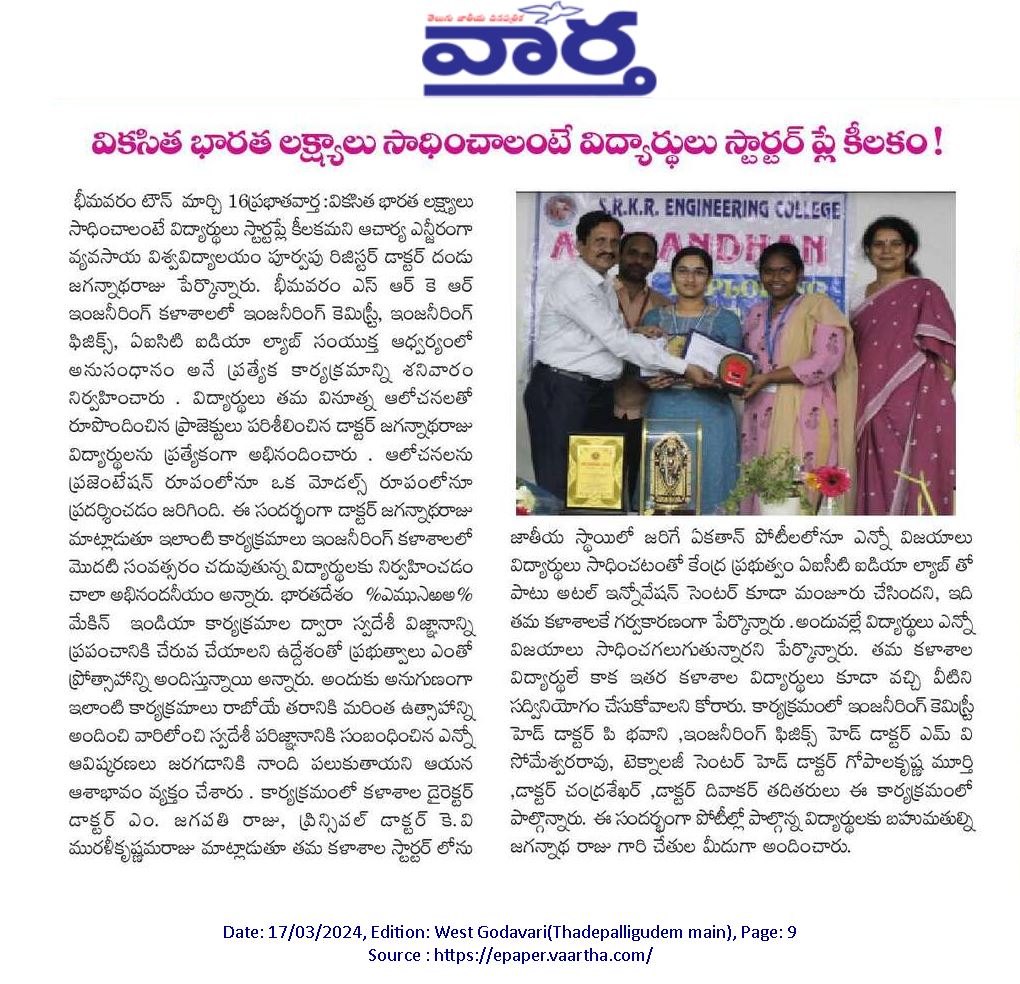 తెలుగు జాతీయ దినపత్రిక
వార్త
వికసిత భారత లక్ష్యాలు సాధించాలంటే విద్యార్థులు స్టార్టర్ ప్లే కీలకం!
భీమవరం టౌన్ మార్చి 16ప్రభాతవార్త:వికసిత భారత లక్ష్యాలు
సాధించాలంటే విద్యార్థులు స్టార్టప్లే కీలకమని ఆచార్య ఎన్జీరంగా
వ్యవసాయ విశ్వవిద్యాలయం పూర్వపు రిజిస్టర్ డాక్టర్ దండు
జగన్నాథరాజు పేర్కొన్నారు. భీమవరం ఎస్ ఆర్ కె ఆర్
ఇంజనీరింగ్ కళాశాలలో ఇంజనీరింగ్ కెమిస్ట్రీ, ఇంజనీరింగ్
ఫిజిక్స్, ఏఐసిటి ఐడియా ల్యాబ్ సంయుక్త ఆధ్వర్యంలో
అనుసంధానం అనే ప్రత్యేక కార్యక్రమాన్ని శనివారం
నిర్వహించారు . విద్యార్థులు తమ వినూత్న ఆలోచనలతో
రూపొందించిన ప్రాజెక్టులు పరిశీలించిన డాక్టర్ జగన్నాథరాజు
విద్యార్థులను ప్రత్యేకంగా అభినందించారు . ఆలోచనలను
ప్రజెంటేషన్ రూపంలోనూ ఒక మోడల్స్ రూపంలోనూ
ప్రదర్శించడం జరిగింది. ఈ సందర్భంగా డాక్టర్ జగన్నాథరాజు
మాట్లాడుతూ ఇలాంటి కార్యక్రమాలు ఇంజనీరింగ్ కళాశాలలో
మొదటి సంవత్సరం చదువుతున్న విద్యార్థులకు నిర్వహించడం
చాలా అభినందనీయం అన్నారు. భారతదేశం
మేకిన్ ఇండియా కార్యక్రమాల ద్వారా స్వదేశీ విజ్ఞానాన్ని
ప్రపంచానికి చేరువ చేయాలని ఉద్దేశంతో ప్రభుత్వాలు ఎంతో
ప్రోత్సాహాన్ని అందిస్తున్నాయి అన్నారు. అందుకు అనుగుణంగా
ఇలాంటి కార్యక్రమాలు రాబోయే తరానికి మరింత ఉత్సాహాన్ని
అందించి వారిలోంచి స్వదేశీ పరిజ్ఞానానికి సంబంధించిన ఎన్నో
ఆవిష్కరణలు జరగడానికి నాంది పలుకుతాయని ఆయన
ఆశాభావం వ్యక్తం చేశారు . కార్యక్రమంలో కళాశాల డైరెక్టర్
డాక్టర్ ఎం. జగపతి రాజు, ప్రిన్సిపల్ డాక్టర్ కె.వి
మురళీకృష్ణమరాజు మాట్లాడుతూ తమ కళాశాల స్టార్టర్ లోను
S.R.K.R. ENGINEERING COLLEGE
జాతీయ స్థాయిలో జరిగే ఏకతాన్ పోటీలలోనూ ఎన్నో విజయాలు
విద్యార్థులు సాధించటంతో కేంద్ర ప్రభుత్వం ఏఐసీటి ఐడియా ల్యాబ్ తో
పాటు అటల్ ఇన్నోవేషన్ సెంటర్ కూడా మంజూరు చేసిందని, ఇది
తమ కళాశాలకే గర్వకారణంగా పేర్కొన్నారు .అందువల్లే విద్యార్థులు ఎన్నో
విజయాలు సాధించగలుగుతున్నారని పేర్కొన్నారు. తమ కళాశాల
విద్యార్థులే కాక ఇతర కళాశాల విద్యార్థులు కూడా వచ్చి వీటిని
సద్వినియోగం చేసుకోవాలని కోరారు. కార్యక్రమంలో ఇంజనీరింగ్ కెమిస్ట్రీ
హెడ్ డాక్టర్ పి భవాని ,ఇంజనీరింగ్ ఫిజిక్స్ హెడ్ డాక్టర్ ఎమ్ వి
సోమేశ్వరరావు, టెక్నాలజీ సెంటర్ హెడ్ డాక్టర్ గోపాలకృష్ణ మూర్తి
,డాక్టర్ చంద్రశేఖర్ ,డాక్టర్ దివాకర్ తదితరులు ఈ కార్యక్రమంలో
పాల్గొన్నారు. ఈ సందర్భంగా పోటీల్లో పాల్గొన్న విద్యార్థులకు బహుమతుల్ని
జగన్నాథ రాజు గారి చేతుల మీదుగా అందించారు.
Date: 17/03/2024, Edition: West Godavari(Thadepalligudem main), Page: 9
Source : https://epaper.vaartha.com/